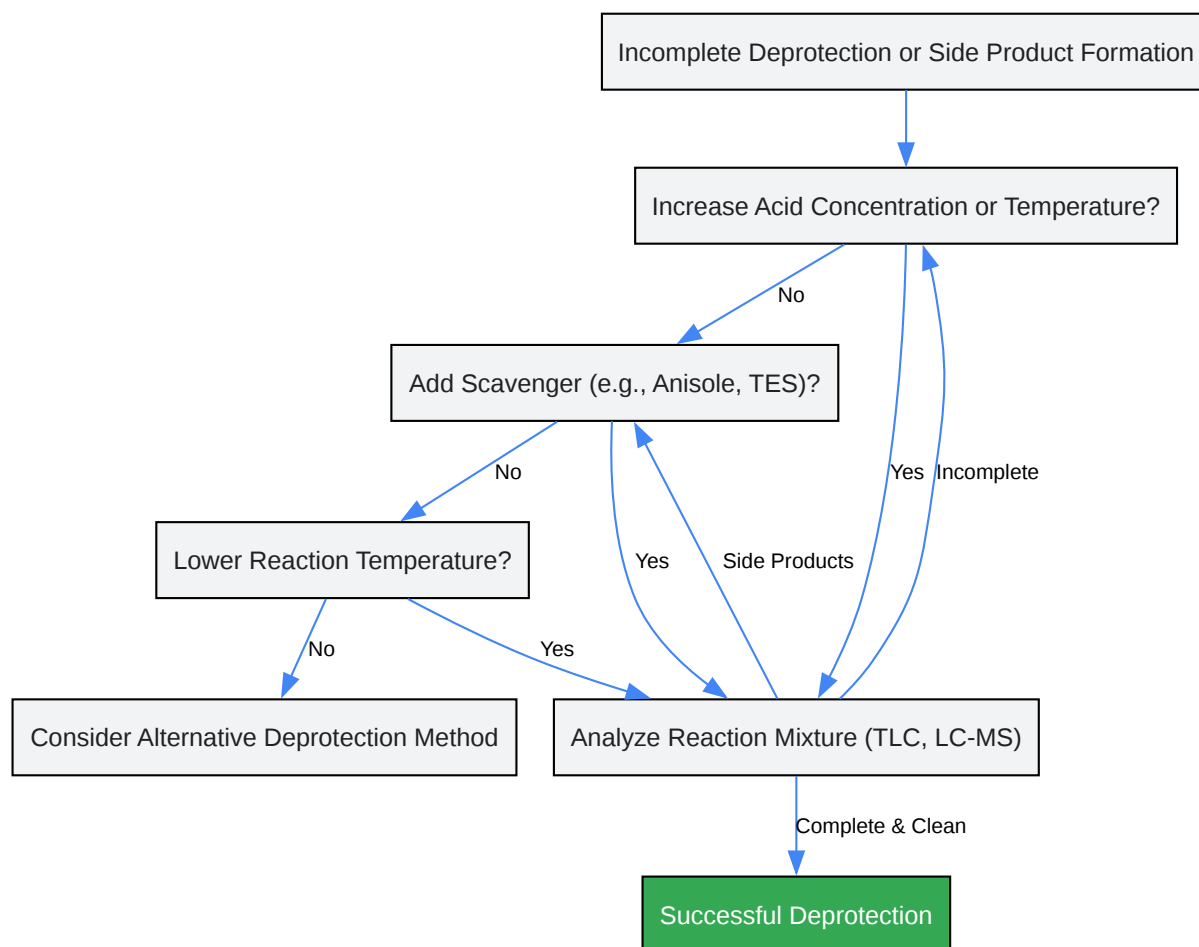 Incomplete Deprotection or Side Product Formation
Increase Acid Concentration or Temperature?
No
Add Scavenger (e.g., Anisole, TES)?
No
Yes
Incomplete
Lower Reaction Temperature?
Yes
Side Products
No
Yes
Consider Alternative Deprotection Method
Analyze Reaction Mixture (TLC, LC-MS)
Complete & Clean
Successful Deprotection